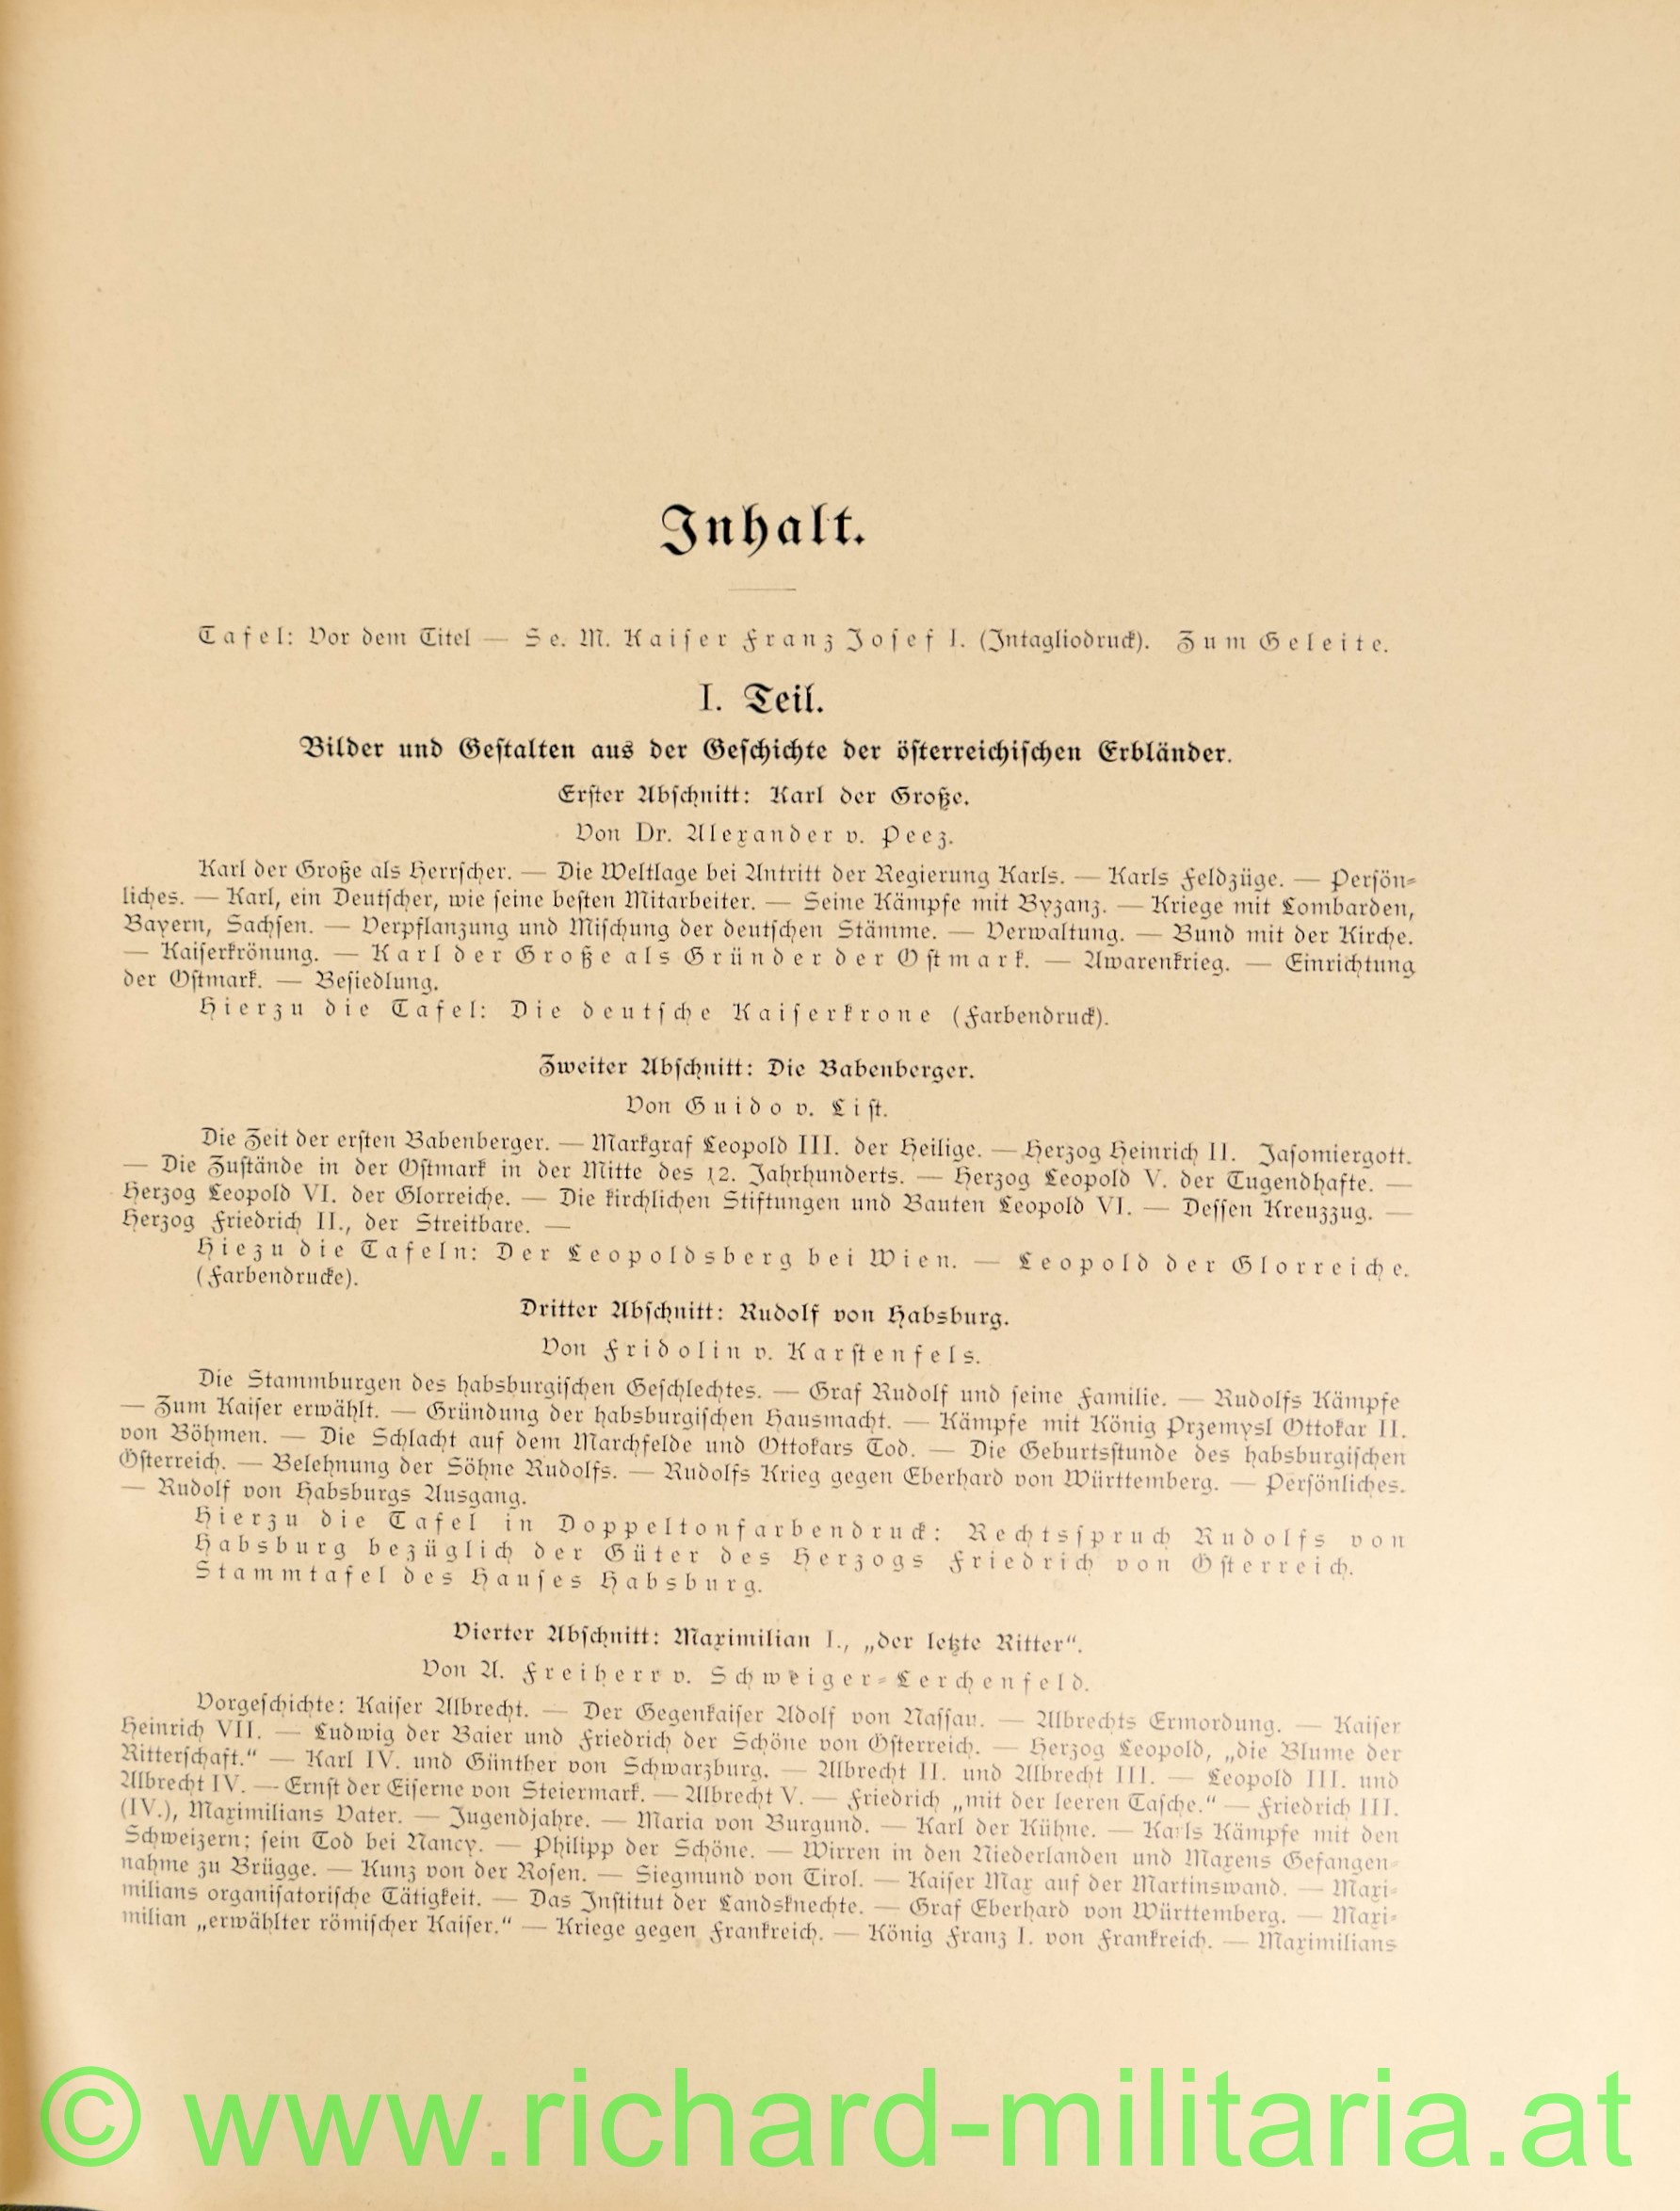 Inhalt.
Tafel: Vor dem Titel — Se. M. Kaiser Franz Josef I. (Intagliodruck). Zum Geleite.
I. Teil.
Bilder und Gestalten aus der Geschichte der österreichischen Erbländer.
Erster Abschnitt: Karl der Große.
Von Dr. Alexander v. Peez.
Karl der Große als Herrscher. — Die Weltlage bei Antritt der Regierung Karls. — Karls Feldzüge. — Persön-
liches. — Karl, ein Deutscher, wie seine besten Mitarbeiter. — Seine Kämpfe mit Byzanz. — Kriege mit Lombarden,
Bayern, Sachsen. — Verpflanzung und Mischung der deutschen Stämme. — Verwaltung. — Bund mit der Kirche.
— Kaiserkrönung. — Karl der Große als Gründer der Ostmark. — Awarenkrieg. — Einrichtung
der Ostmark. — Besiedlung.
Hierzu die Tafel: Die deutsche Kaiserkrone (Farbendruck).
Zweiter Abschnitt: Die Babenberger.
Von Guido v. List.
Die Zeit der ersten Babenberger. — Markgraf Leopold III. der Heilige. — Herzog Heinrich II. Jasomiergott.
— Die Zustände in der Ostmark in der Mitte des 12. Jahrhunderts. — Herzog Leopold V. der Tugendhafte. —
Herzog Leopold VI. der Glorreiche. — Die kirchlichen Stiftungen und Bauten Leopold VI. — Dessen Kreuzzug. —
Herzog Friedrich II., der Streitbare. —
Hiezu die Tafeln: Der Leopoldsberg bei Wien. — Leopold der Glorreiche.
(Farbendrucke).
Dritter Abschnitt: Rudolf von Habsburg.
Von Fridolin v. Karstenfels.
Die Stammburgen des habsburgischen Geschlechtes. — Graf Rudolf und seine Familie. — Rudolfs Kämpfe
— Zum Kaiser erwählt. — Gründung der habsburgischen Hausmacht. — Kämpfe mit König Przemysl Ottokar II.
von Böhmen. — Die Schlacht auf dem Marchfelde und Ottokars Tod. — Die Geburtsstunde des habsburgischen
Österreich. — Belehnung der Söhne Rudolfs. — Rudolfs Krieg gegen Eberhard von Württemberg. — Persönliches.
— Rudolf von Habsburgs Ausgang.
Hierzu die Tafel in Doppeltonfarbendruck: Rechtsspruch Rudolfs von
Habsburg bezüglich der Güter des Herzogs Friedrich von Österreich.
Stammtafel des Hauses Habsburg.
Vierter Abschnitt: Maximilian I., „der letzte Ritter“.
Von A. Freiherr v. Schweiger-Lerchenfeld.
Vorgeschichte: Kaiser Albrecht. — Der Gegenkaiser Adolf von Nassau. — Albrechts Ermordung. — Kaiser
Heinrich VII. — Ludwig der Baier und Friedrich der Schöne von Österreich. — Herzog Leopold, „die Blume der
Ritterschaft.“ — Karl IV. und Günther von Schwarzburg. — Albrecht II. und Albrecht III. — Leopold III. und
Albrecht IV. — Ernst der Eiserne von Steiermark. — Albrecht V. — Friedrich „mit der leeren Tasche.“ — Friedrich III.
(IV.), Maximilians Vater. — Jugendjahre. — Maria von Burgund. — Karl der Kühne. — Karls Kämpfe mit den
Schweizern; sein Tod bei Nancy. — Philipp der Schöne. — Wirren in den Niederlanden und Maxens Gefangen-
nahme zu Brügge. — Kunz von der Rosen. — Siegmund von Tirol. — Kaiser Max auf der Martinswand. — Maxi-
milians organisatorische Tätigkeit. — Das Institut der Landsknechte. — Graf Eberhard von Württemberg. — Maxi-
milian „erwählter römischer Kaiser.“ — Kriege gegen Frankreich. — König Franz I. von Frankreich. — Maximilians
© www.richard-militaria.at